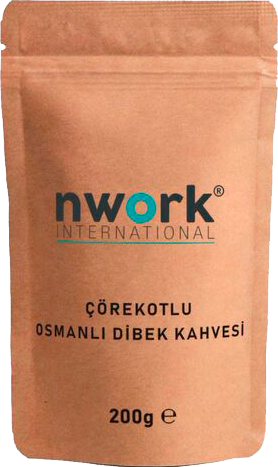 nwork®
INTERNATIONAL
ÇÖREKOTLU
OSMANLI DİBEK KAHVESİ
200g ℮